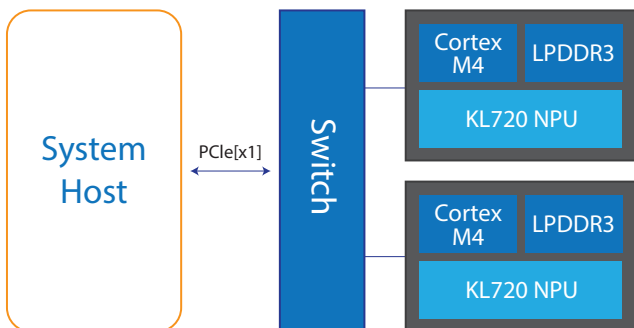 System
Host
PCIe[x1]
Switch
Cortex
M4
LPDDR3
KL720 NPU
Cortex
M4
LPDDR3
KL720 NPU